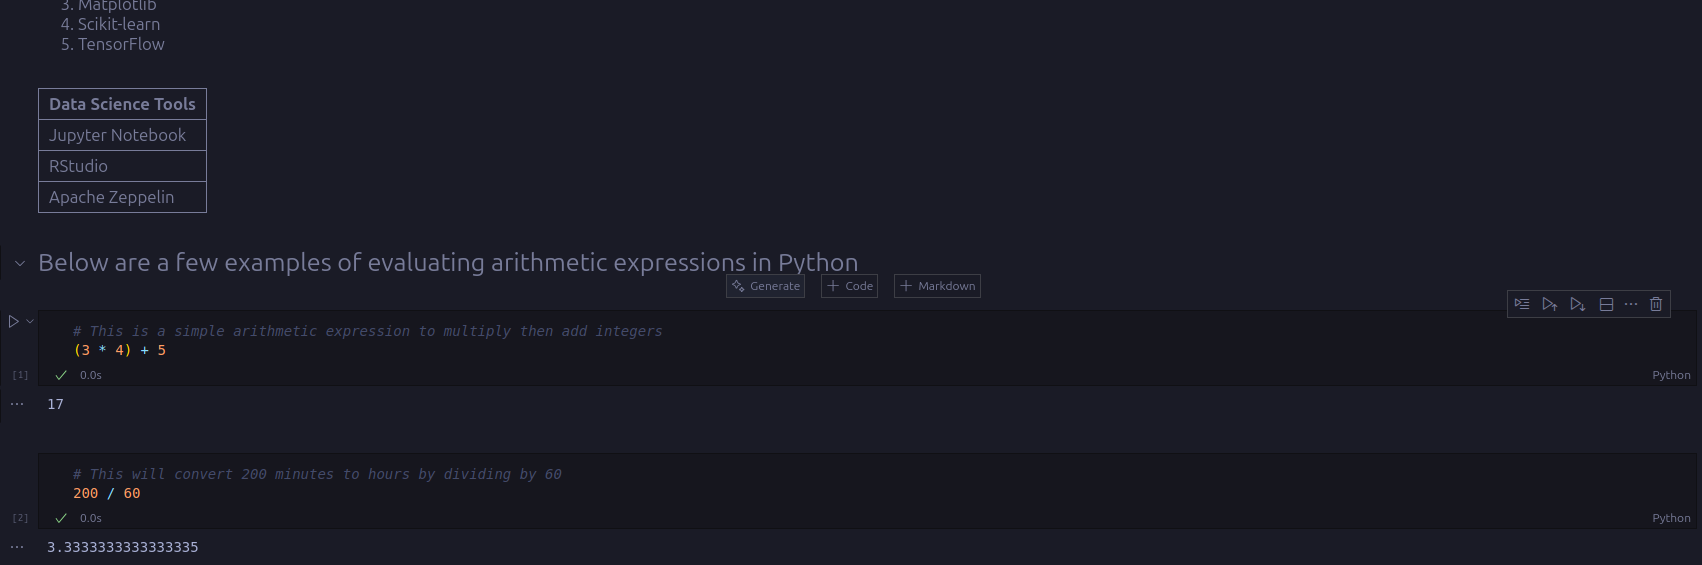 3. Matplotlib
4. Scikit-learn
5. TensorFlow
Data Science Tools
Jupyter Notebook
RStudio
Apache Zeppelin
Below are a few examples of evaluating arithmetic expressions in Python
Generate
Code
Markdown
# This is a simple arithmetic expression to multiply then add integers
(3 * 4) + 5
[1] 0.0s Python
17
# This will convert 200 minutes to hours by dividing by 60
200 / 60
[2] 0.0s Python
3.3333333333333335